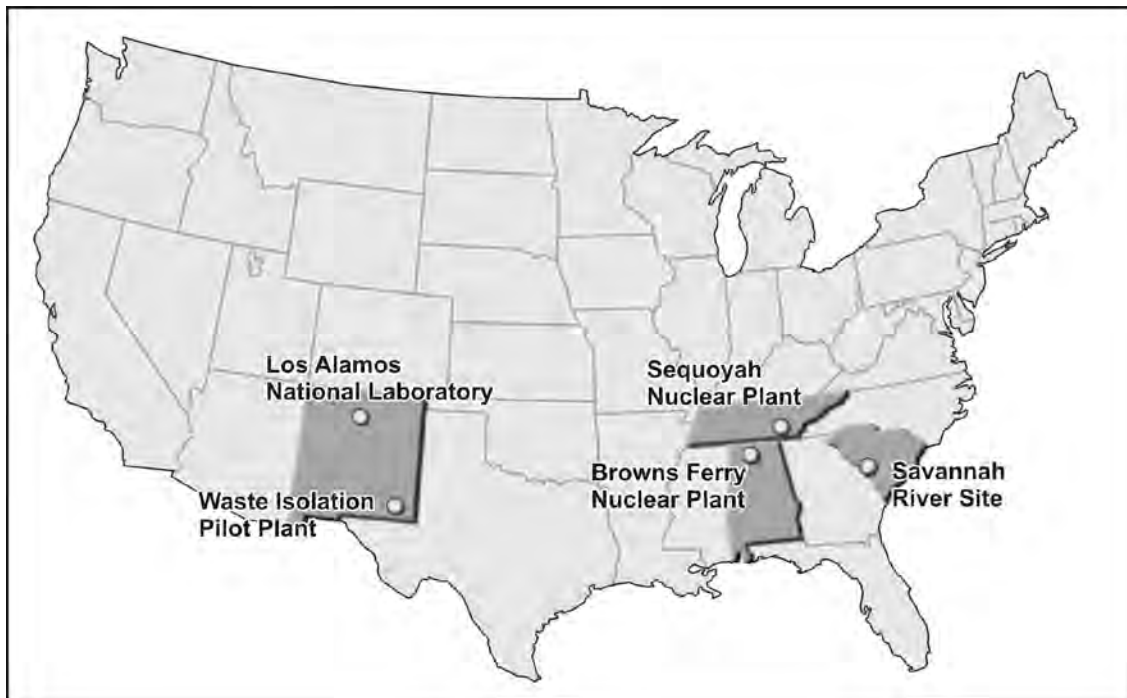 Los Alamos
National Laboratory
Sequoyah
Nuclear Plant
Waste Isolation
Pilot Plant
Browns Ferry
Nuclear Plant
Savannah
River Site